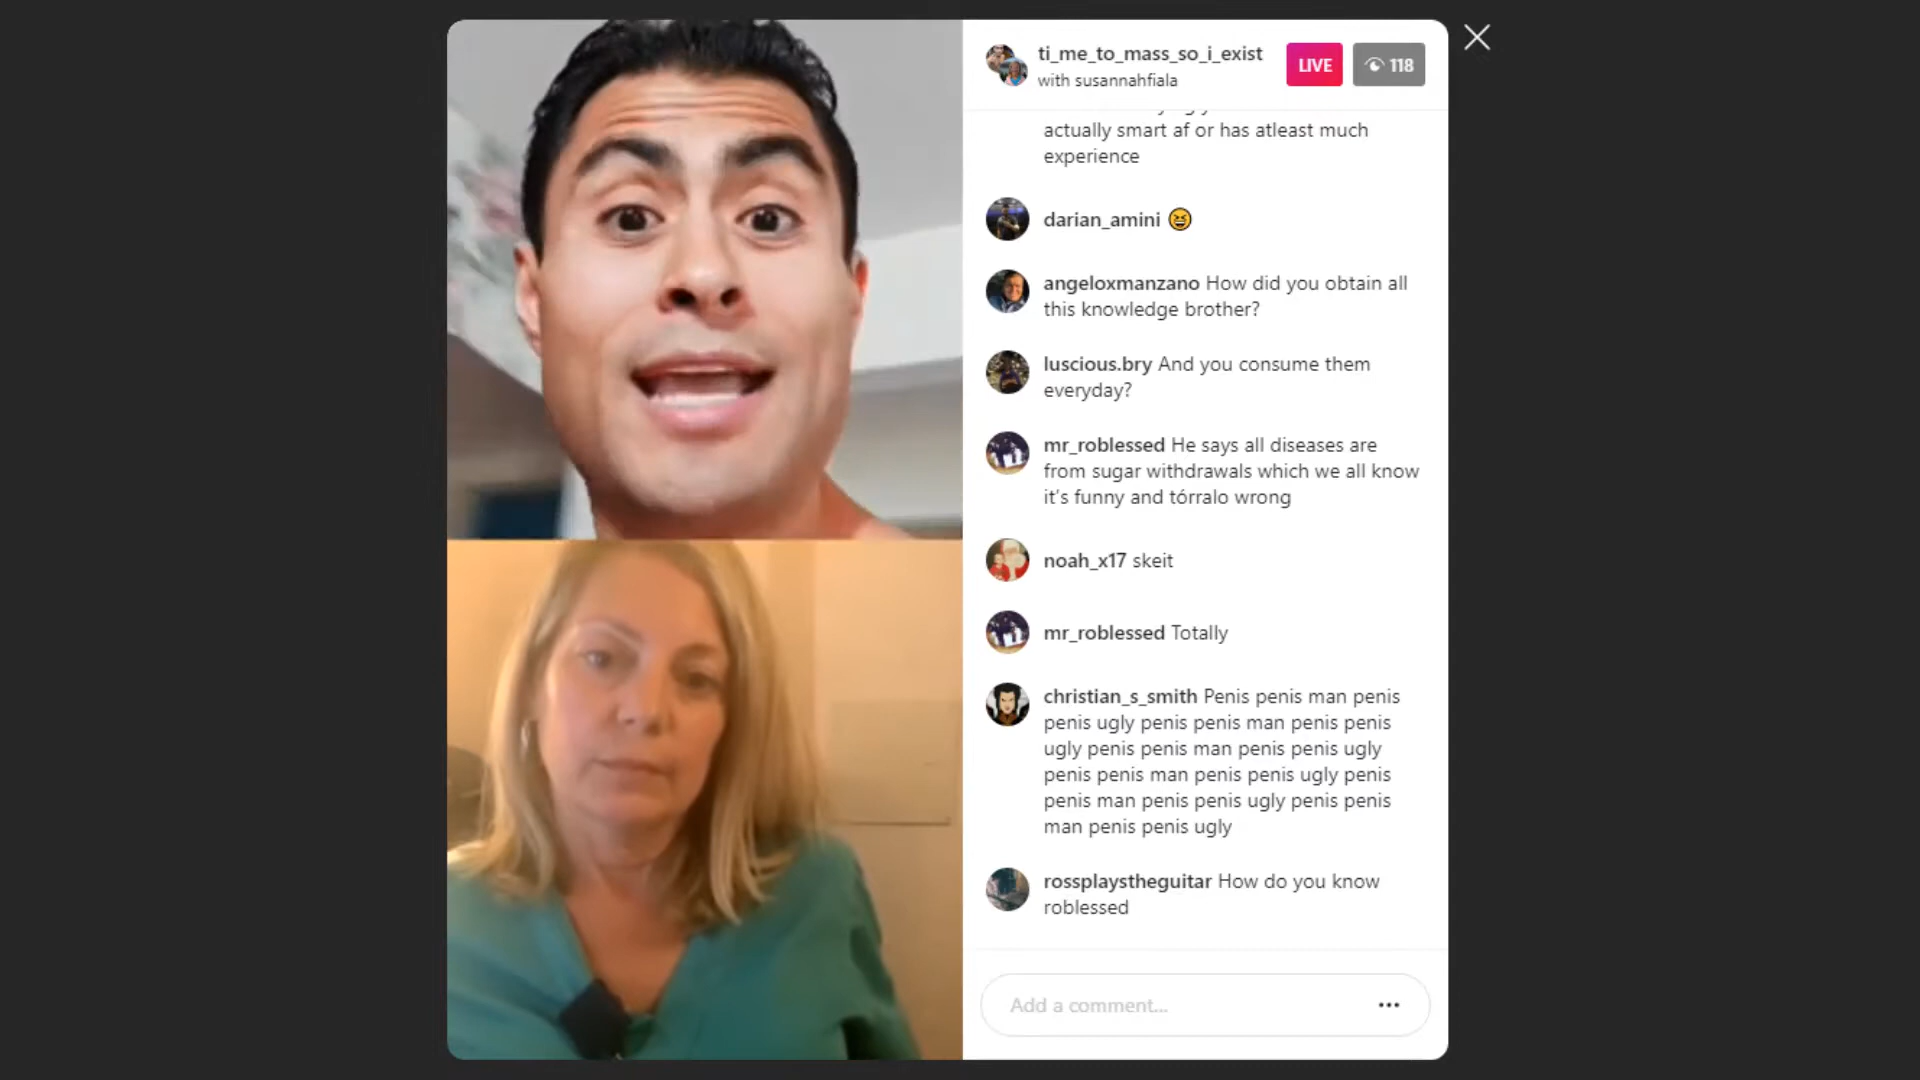 ti_me_to_mass_so_i_exist
with susannahfiala
LIVE
118
actually smart af or has atleast much
experience
darian_amini 😆
angeloxmanzano How did you obtain all
this knowledge brother?
luscious.bry And you consume them
everyday?
mr_roblessed He says all diseases are
from sugar withdrawals which we all know
it's funny and tórralo wrong
noah_x17 skeit
mr_roblessed Totally
christian_s_smith Penis penis man penis
penis ugly penis penis man penis penis
ugly penis penis man penis penis ugly
penis penis man penis penis ugly penis
penis man penis penis ugly penis penis
man penis penis ugly
rossplaystheguitar How do you know
roblessed
Add a comment...